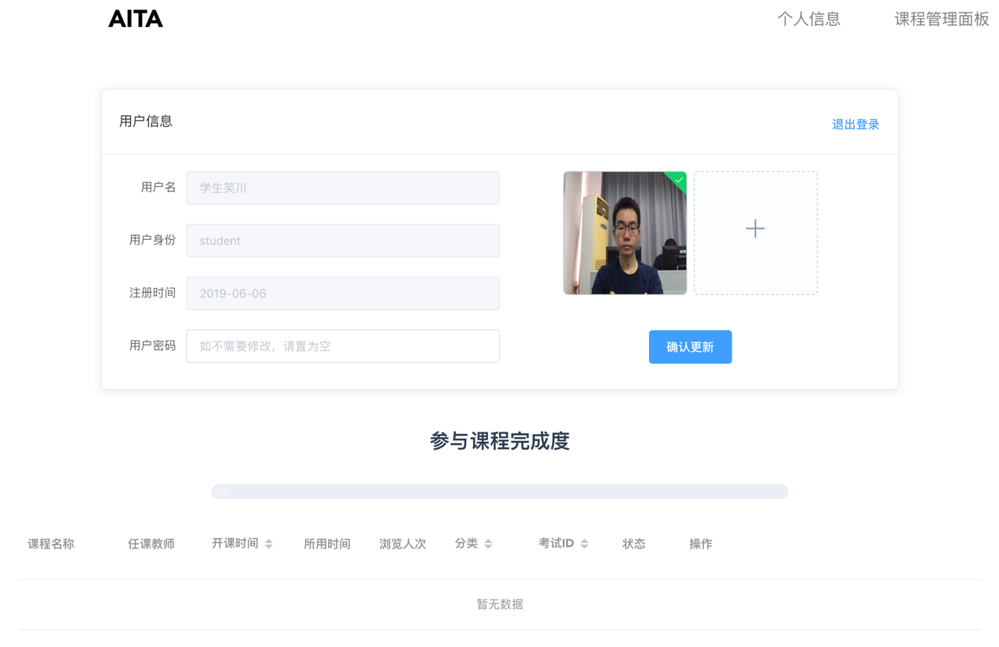 AITA
个人信息
课程管理面板
用户信息
退出登录
用户名
学生笑川
用户身份
student
注册时间
2019-06-06
用户密码
如不需要修改，请置为空
确认更新
参与课程完成度
0%
课程名称 任课教师 开课时间 所用时间 浏览人次 分类 考试ID 状态 操作
暂无数据